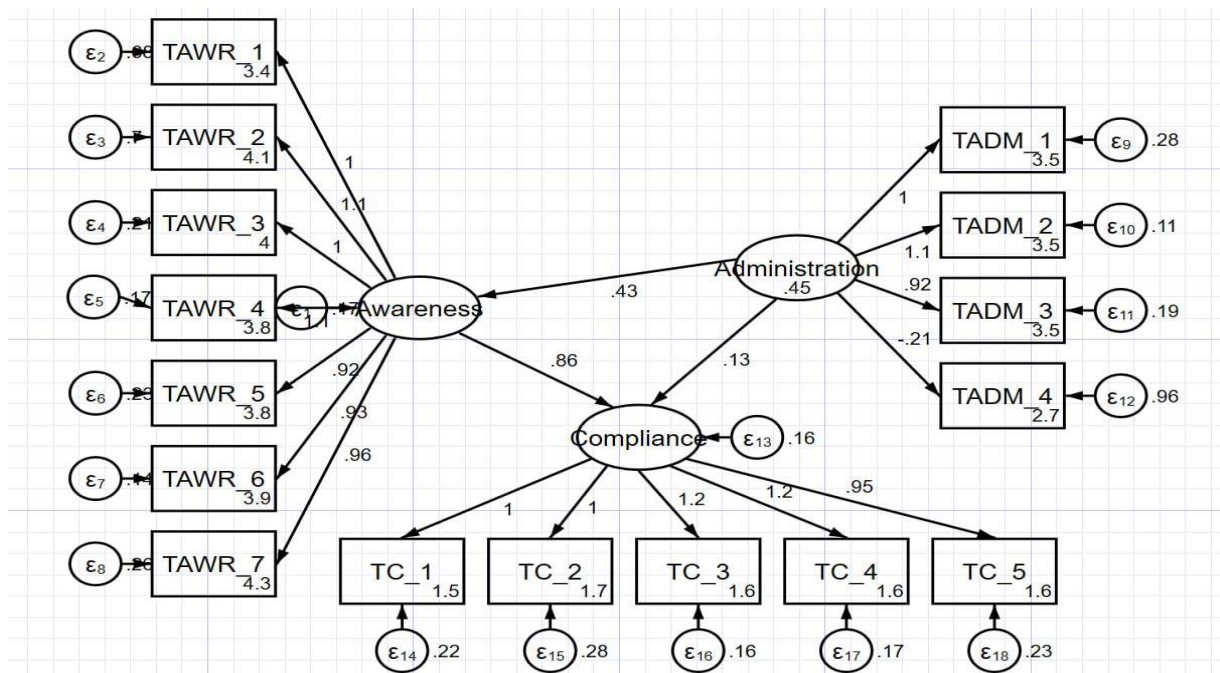 ε2
TAWR_1
3.4
ε3
TAWR_2
4.1
ε4
TAWR_3
4
ε5
.17
TAWR_4
3.8
ε6
TAWR_5
3.8
ε7
TAWR_6
3.9
ε8
TAWR_7
4.3
1
1.1
1
1.1
.92
.93
.96
.17
Awareness
.43
.86
Administration
.45
.13
1
1.1
.92
-.21
TADM_1
3.5
ε9
.28
TADM_2
3.5
ε10
.11
TADM_3
3.5
ε11
.19
TADM_4
2.7
ε12
.96
Compliance
ε13
.16
1
1
1.2
1.2
.95
TC_1
1.5
TC_2
1.7
TC_3
1.6
TC_4
1.6
TC_5
1.6
ε14
.22
ε15
.28
ε16
.16
ε17
.17
ε18
.23